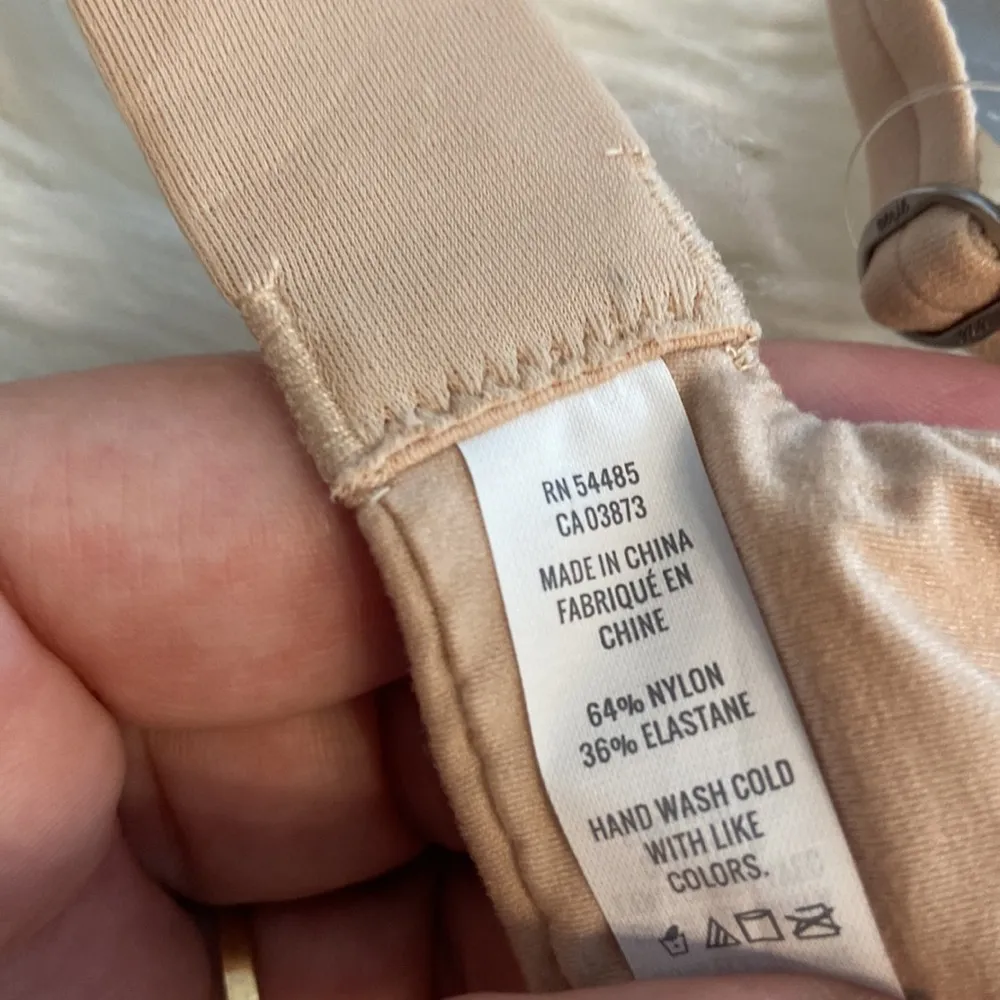 RN 54485
CA 03873
MADE IN CHINA
FABRIQUÉ EN
CHINE
64% NYLON
36% ELASTANE
HAND WASH COLD
WITH LIKE
COLORS.